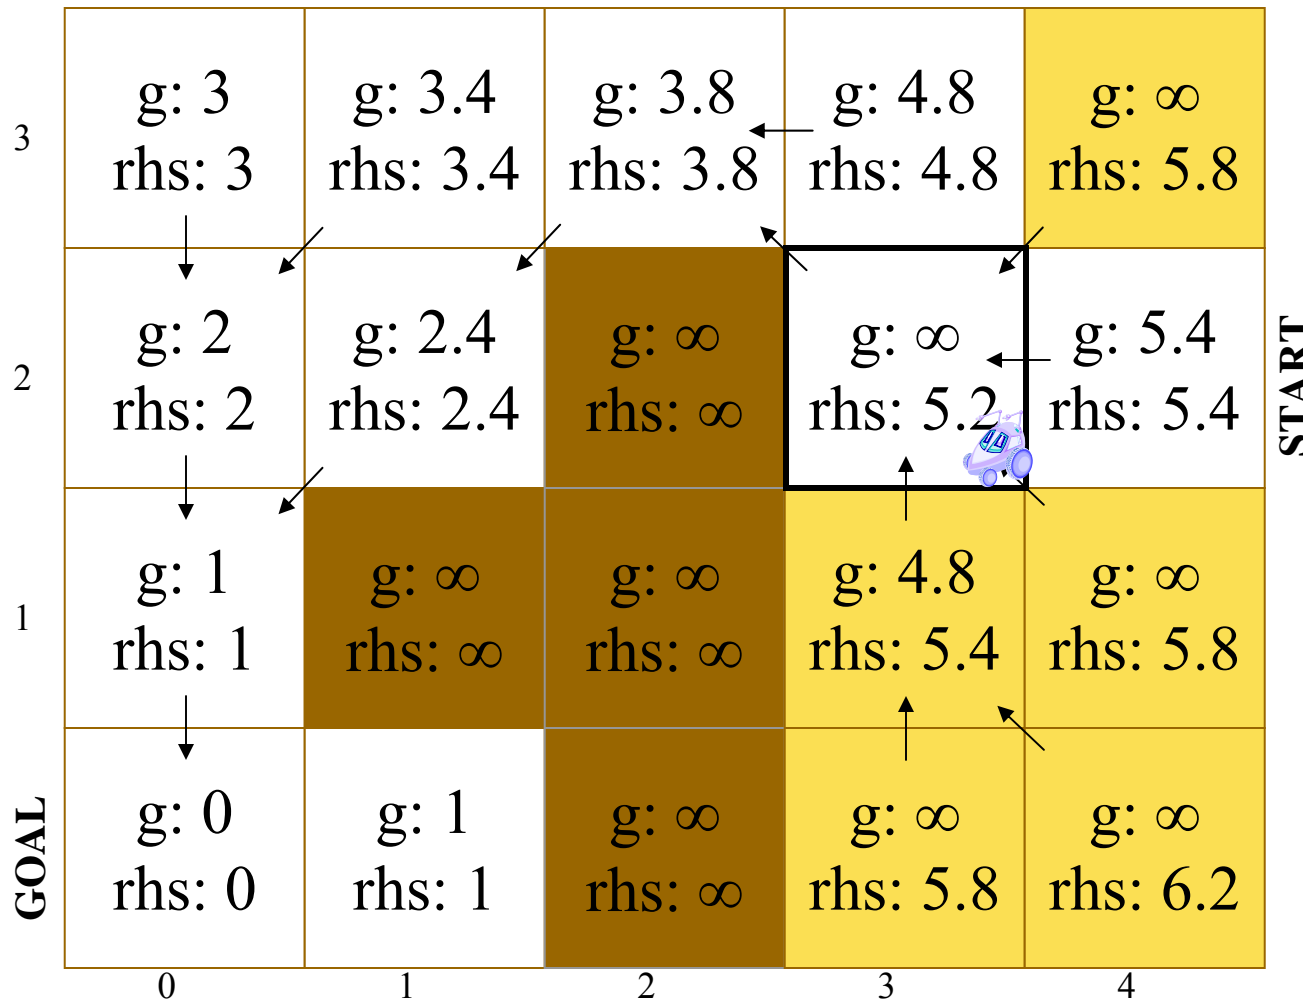 g: 3 g: 3.4 g: 3.8 g: 4.8 g: ∞
3
rhs: 3 rhs: 3.4 rhs: 3.8 rhs: 4.8 rhs: 5.8
g: 2 g: 2.4 g: ∞ g: ∞ g: 5.4
2
rhs: 2 rhs: 2.4 rhs: ∞ rhs: 5.2 rhs: 5.4
START
g: 1 g: ∞ g: ∞ g: 4.8 g: ∞
1
rhs: 1 rhs: ∞ rhs: ∞ rhs: 5.4 rhs: 5.8
g: 0 g: 1 g: ∞ g: ∞ g: ∞
GOAL
rhs: 0 rhs: 1 rhs: ∞ rhs: 5.8 rhs: 6.2
0 1 2 3 4